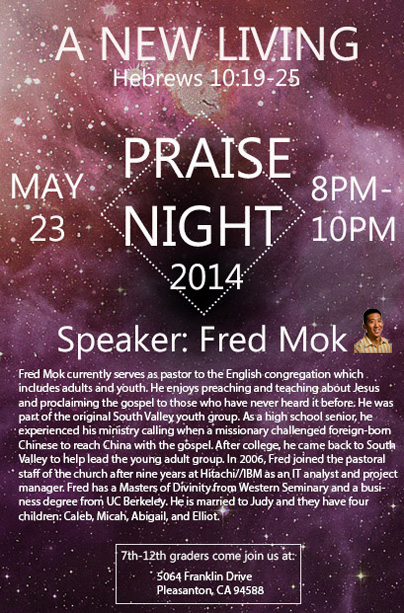 A NEW LIVING
Hebrews 10:19-25
PRAISE
NIGHT
2014
MAY
23
8PM-
10PM
Speaker: Fred Mok
Fred Mok currently serves as pastor to the English congregation which
includes adults and youth. He enjoys preaching and teaching about Jesus
and proclaiming the gospel to those who have never heard it before. He was
part of the original South Valley youth group. As a high school senior, he
experienced his ministry calling when a missionary challenged foreign-born
Chinese to reach China with the gospel. After college, he came back to South
Valley to help lead the young adult group. In 2006, Fred joined the pastoral
staff of the church after nine years at Hitachi//IBM as an IT analyst and project
manager. Fred has a Masters of Divinity from Western Seminary and a busi-
ness degree from UC Berkeley. He is married to Judy and they have four
children: Caleb, Micah, Abigail, and Elliot.
7th-12th graders come join us at:
5064 Franklin Drive
Pleasanton, CA 94588